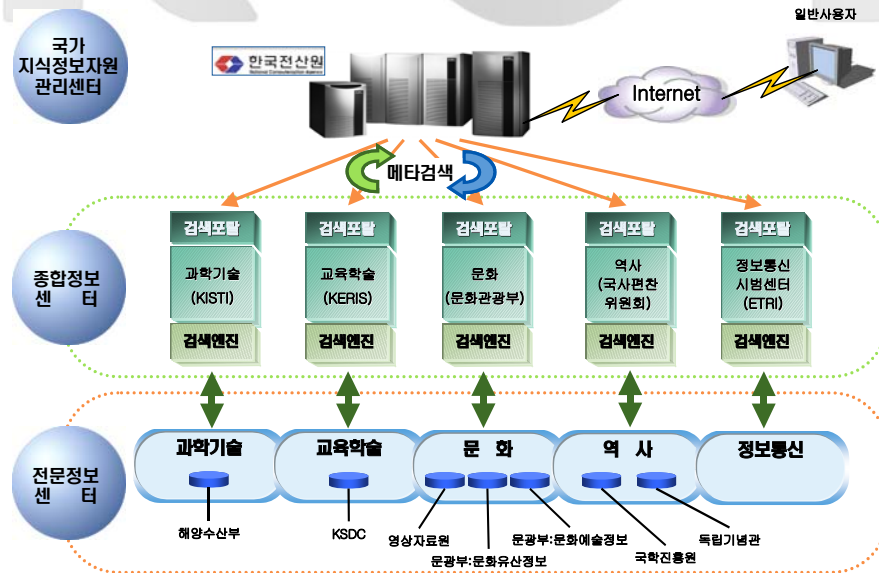 일반사용자
국가
지식정보자원
관리센터
한국전산원
National Computerization Agency
Internet
메타검색
종합정보
센 터
검색포탈
과학기술
(KISTI)
검색엔진
검색포탈
교육학술
(KERIS)
검색엔진
검색포탈
문화
(문화관광부)
검색엔진
검색포탈
역사
(국사편찬
위원회)
검색엔진
검색포탈
정보통신
시범센터
(ETRI)
검색엔진
전문정보
센 터
과학기술
교육학술
문 화
역 사
정보통신
해양수산부
KSDC
영상자료원
문광부:문화유산정보
문광부:문화예술정보
국학진흥원
독립기념관